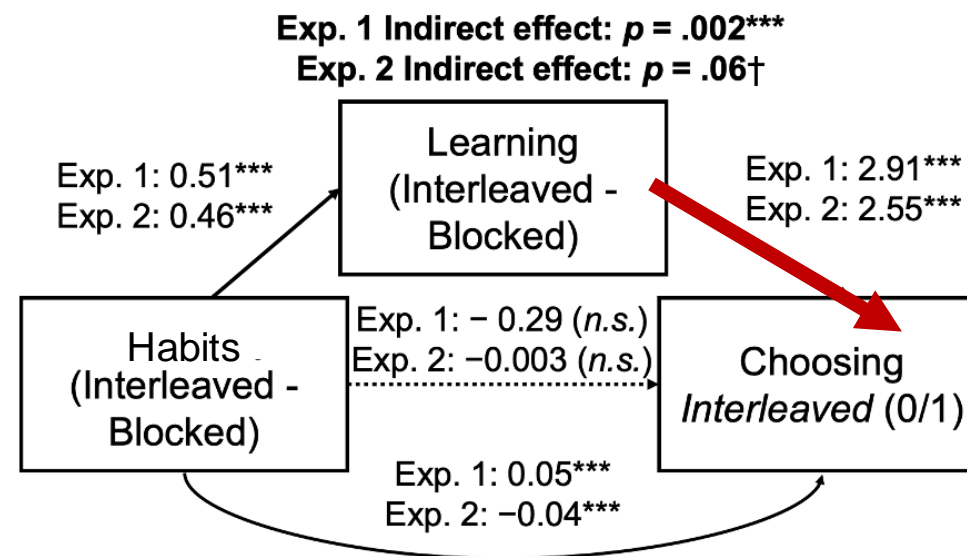 Exp. 1 Indirect effect: p = .002***
Exp. 2 Indirect effect: p = .06†
Learning
(Interleaved -
Blocked)
Exp. 1: 0.51***
Exp. 2: 0.46***
Exp. 1: 2.91***
Exp. 2: 2.55***
Habits
(Interleaved -
Blocked)
Exp. 1: − 0.29 (n.s.)
Exp. 2: −0.003 (n.s.)
Choosing
Interleaved (0/1)
Exp. 1: 0.05***
Exp. 2: −0.04***